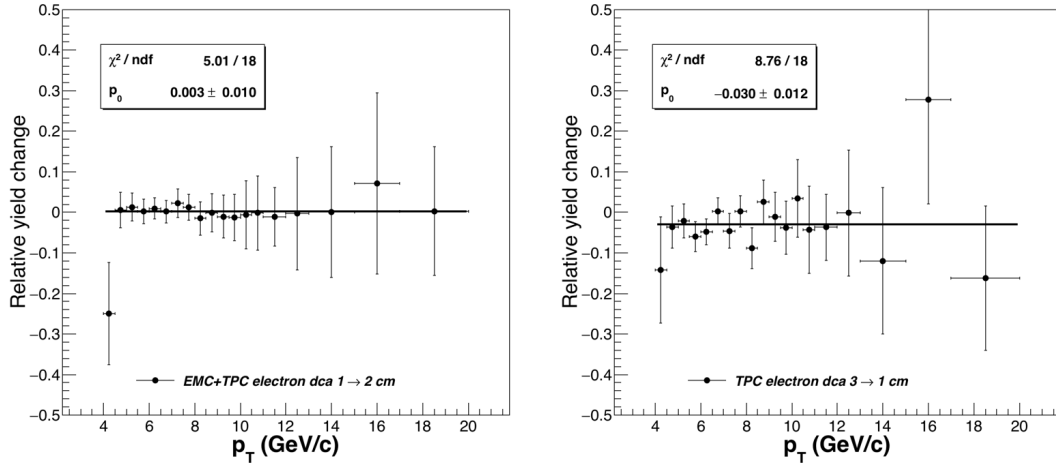 Relative yield change
0.5
0.4
0.3
0.2
0.1
0
−0.1
−0.2
−0.3
−0.4
−0.5
χ² / ndf 5.01 / 18
p₀ 0.003 ± 0.010
EMC+TPC electron dca 1 → 2 cm
4 6 8 10 12 14 16 18 20
p_T (GeV/c)
Relative yield change
0.5
0.4
0.3
0.2
0.1
0
−0.1
−0.2
−0.3
−0.4
−0.5
χ² / ndf 8.76 / 18
p₀ −0.030 ± 0.012
TPC electron dca 3 → 1 cm
4 6 8 10 12 14 16 18 20
p_T (GeV/c)